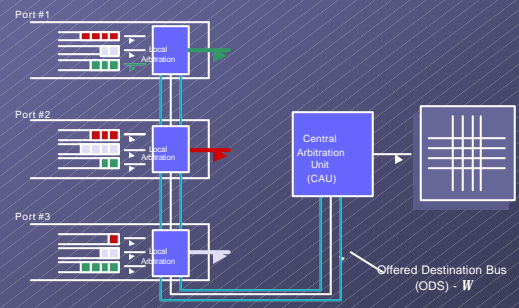 Port #1
Local
Arbitration
Port #2
Local
Arbitration
Port #3
Local
Arbitration
Central
Arbitration
Unit
(CAU)
Offered Destination Bus
(ODS) - W